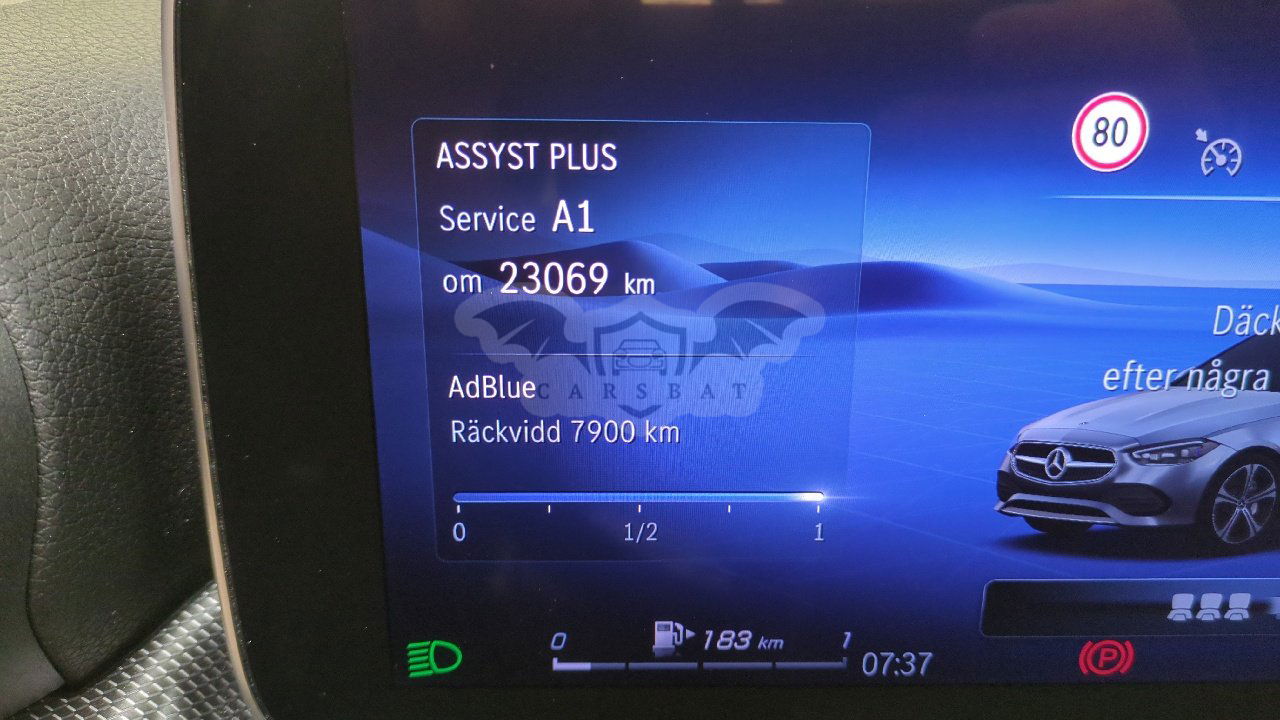 ASSYST PLUS
80
Service A1
om 23069 km
Däck
efter några
CARSBAT
AdBlue
Räckvidd 7900 km
0 1/2 1
0 183 km 1
07:37
P